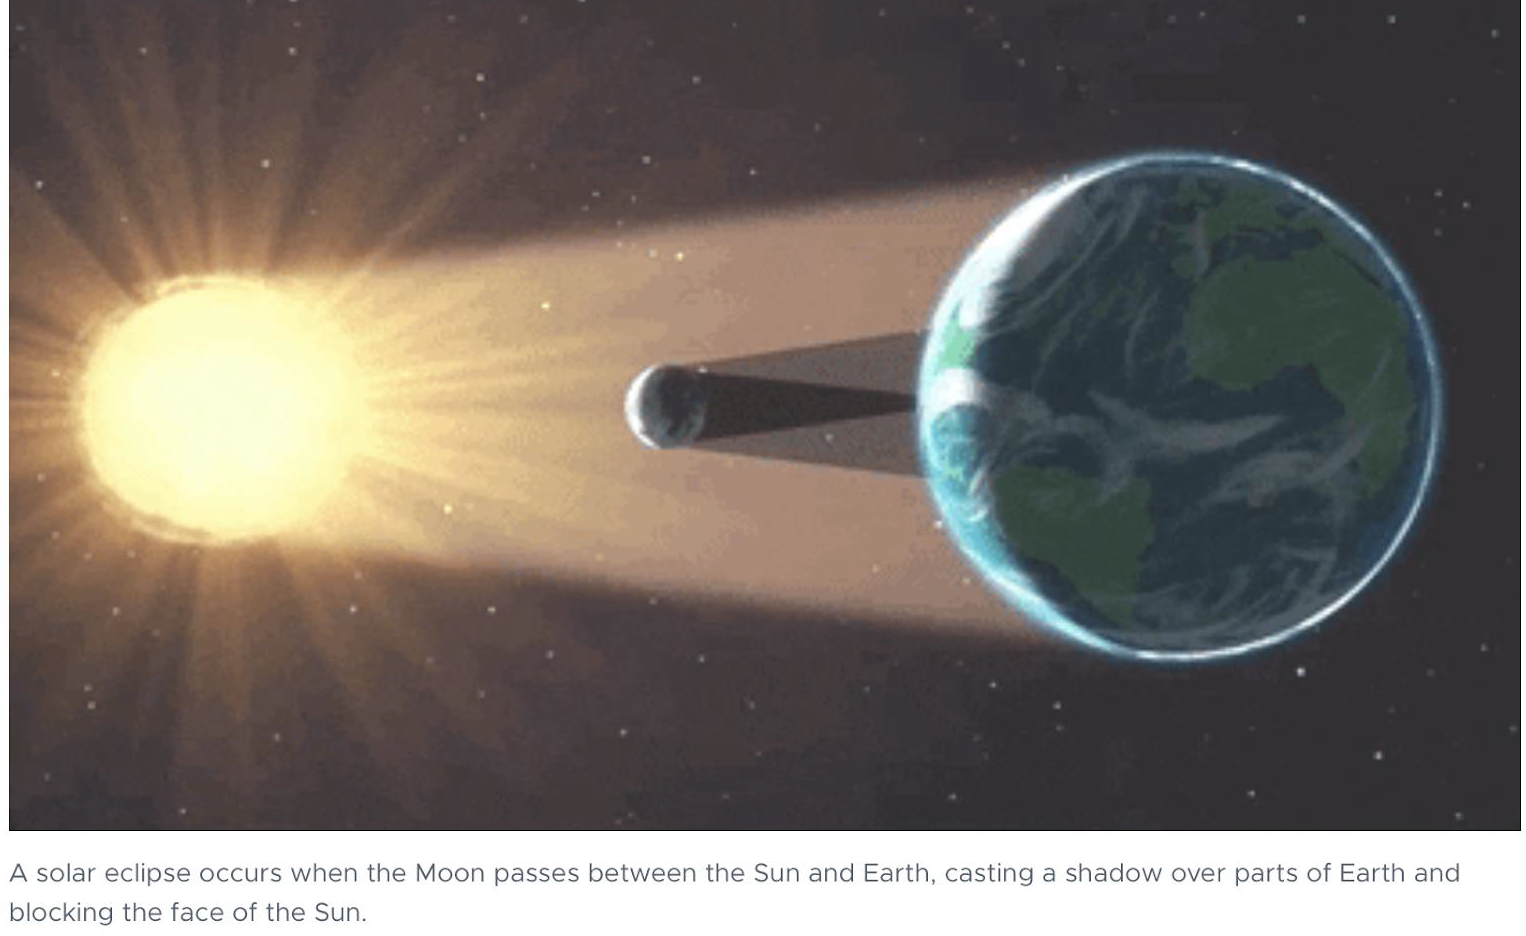 A solar eclipse occurs when the Moon passes between the Sun and Earth, casting a shadow over parts of Earth and
blocking the face of the Sun.